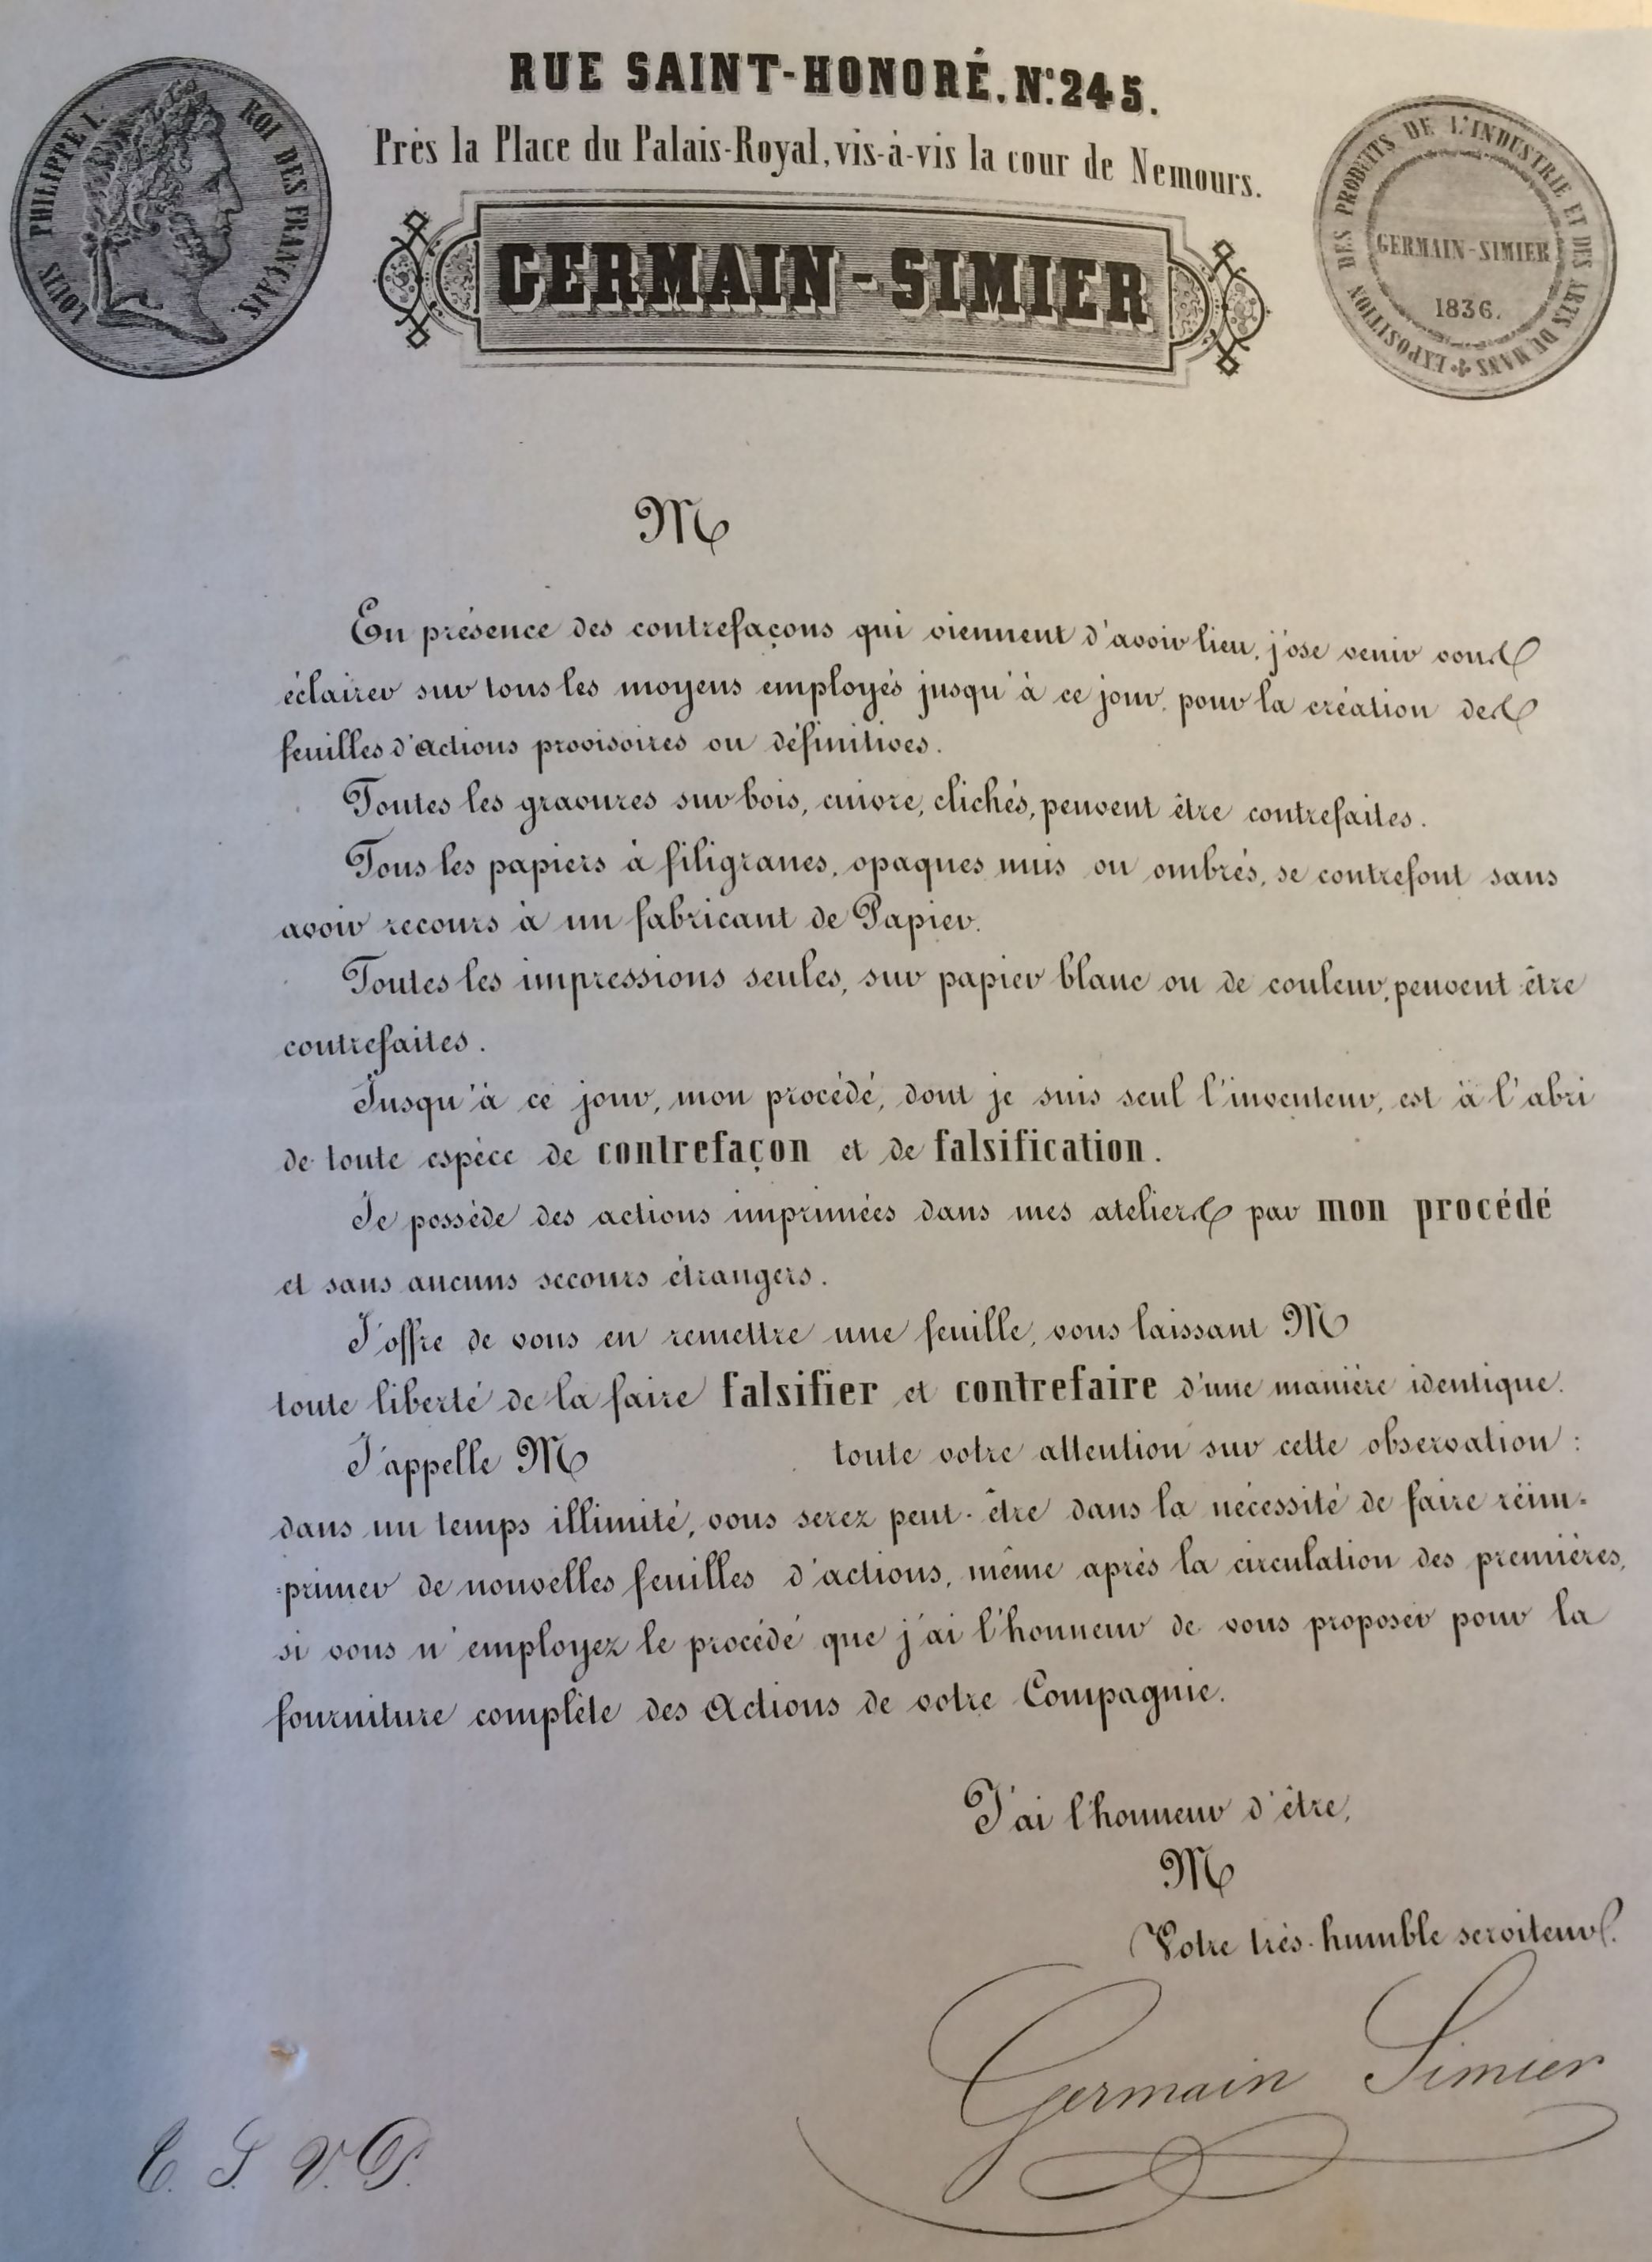 RUE SAINT-HONORÉ. N.º 245.
Près la Place du Palais-Royal, vis-à-vis la cour de Nemours.
LOUIS PHILIPPE I. ROI DES FRANÇAIS.
GERMAIN-SIMIER
EXPOSITION DES PRODUITS DE L'INDUSTRIE ET DES ARTS DU MANS
GERMAIN-SIMIER
1836.
M
En présence des contrefaçons qui viennent d'avoir lieu, j'ose venir vous
éclairer sur tous les moyens employés jusqu'à ce jour, pour la création des
feuilles d'actions provisoires ou définitives.
Toutes les gravures sur bois, cuivre, clichés, peuvent être contrefaites.
Tous les papiers à filigranes, opaques unis ou ombrés, se contrefont sans
avoir recours à un fabricant de Papier.
Toutes les impressions seules, sur papier blanc ou de couleur, peuvent être
contrefaites.
Jusqu'à ce jour, mon procédé, dont je suis seul l'inventeur, est à l'abri
de toute espèce de contrefaçon et de falsification.
Je possède des actions imprimées dans mes ateliers par mon procédé
et sans aucuns secours étrangers.
J'offre de vous en remettre une feuille, vous laissant M
toute liberté de la faire falsifier et contrefaire d'une manière identique.
J'appelle M toute votre attention sur cette observation :
dans un temps illimité, vous serez peut-être dans la nécessité de faire réim-
-primer de nouvelles feuilles d'actions, même après la circulation des premières,
si vous n'employez le procédé que j'ai l'honneur de vous proposer pour la
fourniture complète des Actions de votre Compagnie.
J'ai l'honneur d'être,
M
Votre très-humble serviteur.
Germain Simier
T. S. V. P.